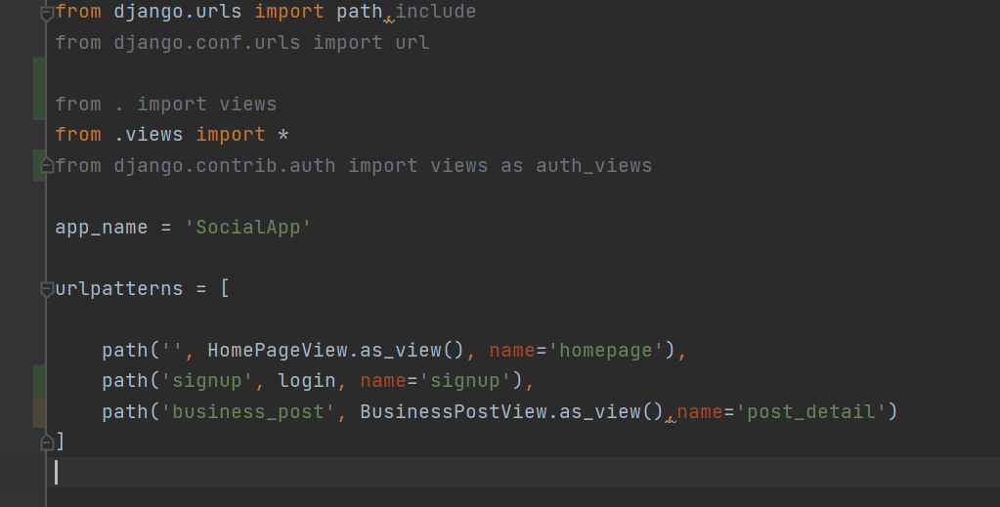 from django.urls import path,include
from django.conf.urls import url
from . import views
from .views import *
from django.contrib.auth import views as auth_views
app_name = 'SocialApp'
urlpatterns = [
path('', HomePageView.as_view(), name='homepage'),
path('signup', login, name='signup'),
path('business_post', BusinessPostView.as_view(),name='post_detail')
]